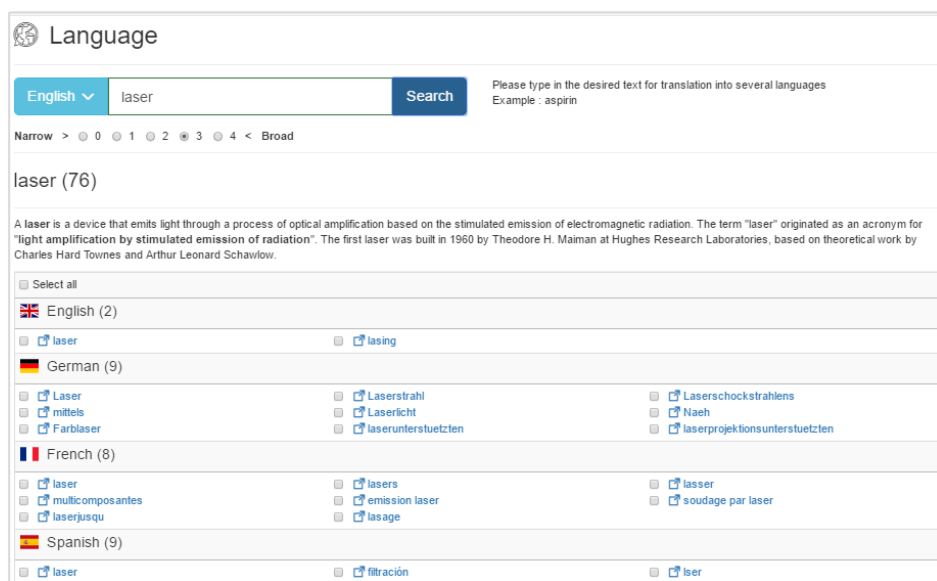 Language
English laser Search
Please type in the desired text for translation into several languages
Example : aspirin
Narrow > 0 1 2 3 4 < Broad
laser (76)
A laser is a device that emits light through a process of optical amplification based on the stimulated emission of electromagnetic radiation. The term "laser" originated as an acronym for
"light amplification by stimulated emission of radiation". The first laser was built in 1960 by Theodore H. Maiman at Hughes Research Laboratories, based on theoretical work by
Charles Hard Townes and Arthur Leonard Schawlow.
Select all
English (2)
laser lasing
German (9)
Laser Laserstrahl Laserschockstrahlens
mittels Laserlicht Naeh
Farblaser laserunterstuetzten laserprojektionsunterstuetzten
French (8)
laser lasers lasser
multicomposantes emission laser soudage par laser
laserjusqu lasage
Spanish (9)
laser filtración lser